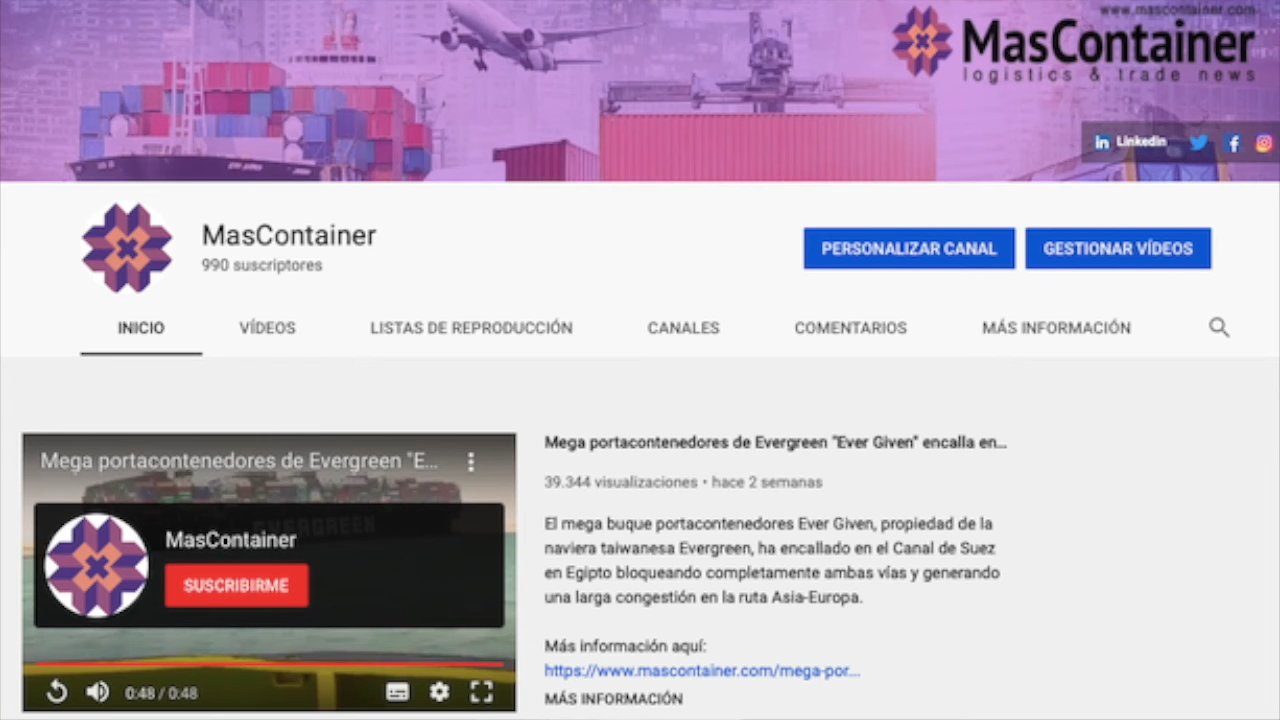 www.mascontainer.com
MasContainer
logistics & trade news
Linkedin
MasContainer
990 suscriptores
PERSONALIZAR CANAL
GESTIONAR VÍDEOS
INICIO
VÍDEOS
LISTAS DE REPRODUCCIÓN
CANALES
COMENTARIOS
MÁS INFORMACIÓN
Mega portacontenedores de Evergreen "E...
EVERGREEN
MasContainer
SUSCRIBIRME
0:48 / 0:48
Mega portacontenedores de Evergreen "Ever Given" encalla en...
39.344 visualizaciones • hace 2 semanas
El mega buque portacontenedores Ever Given, propiedad de la
naviera taiwanesa Evergreen, ha encallado en el Canal de Suez
en Egipto bloqueando completamente ambas vías y generando
una larga congestión en la ruta Asia-Europa.
Más información aquí:
https://www.mascontainer.com/mega-por...
MÁS INFORMACIÓN